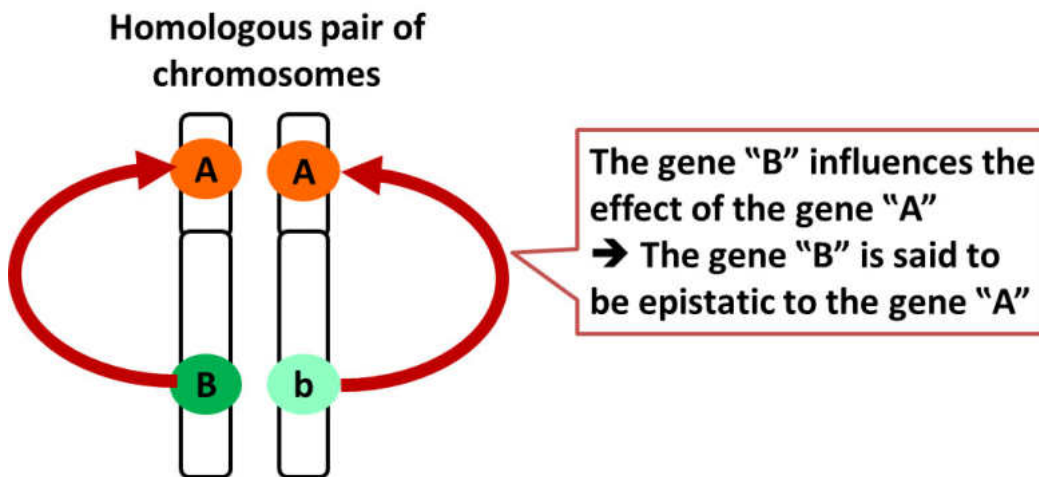 Homologous pair of
chromosomes
A A
The gene “B” influences the
effect of the gene “A”
➔ The gene “B” is said to
be epistatic to the gene “A”
B b